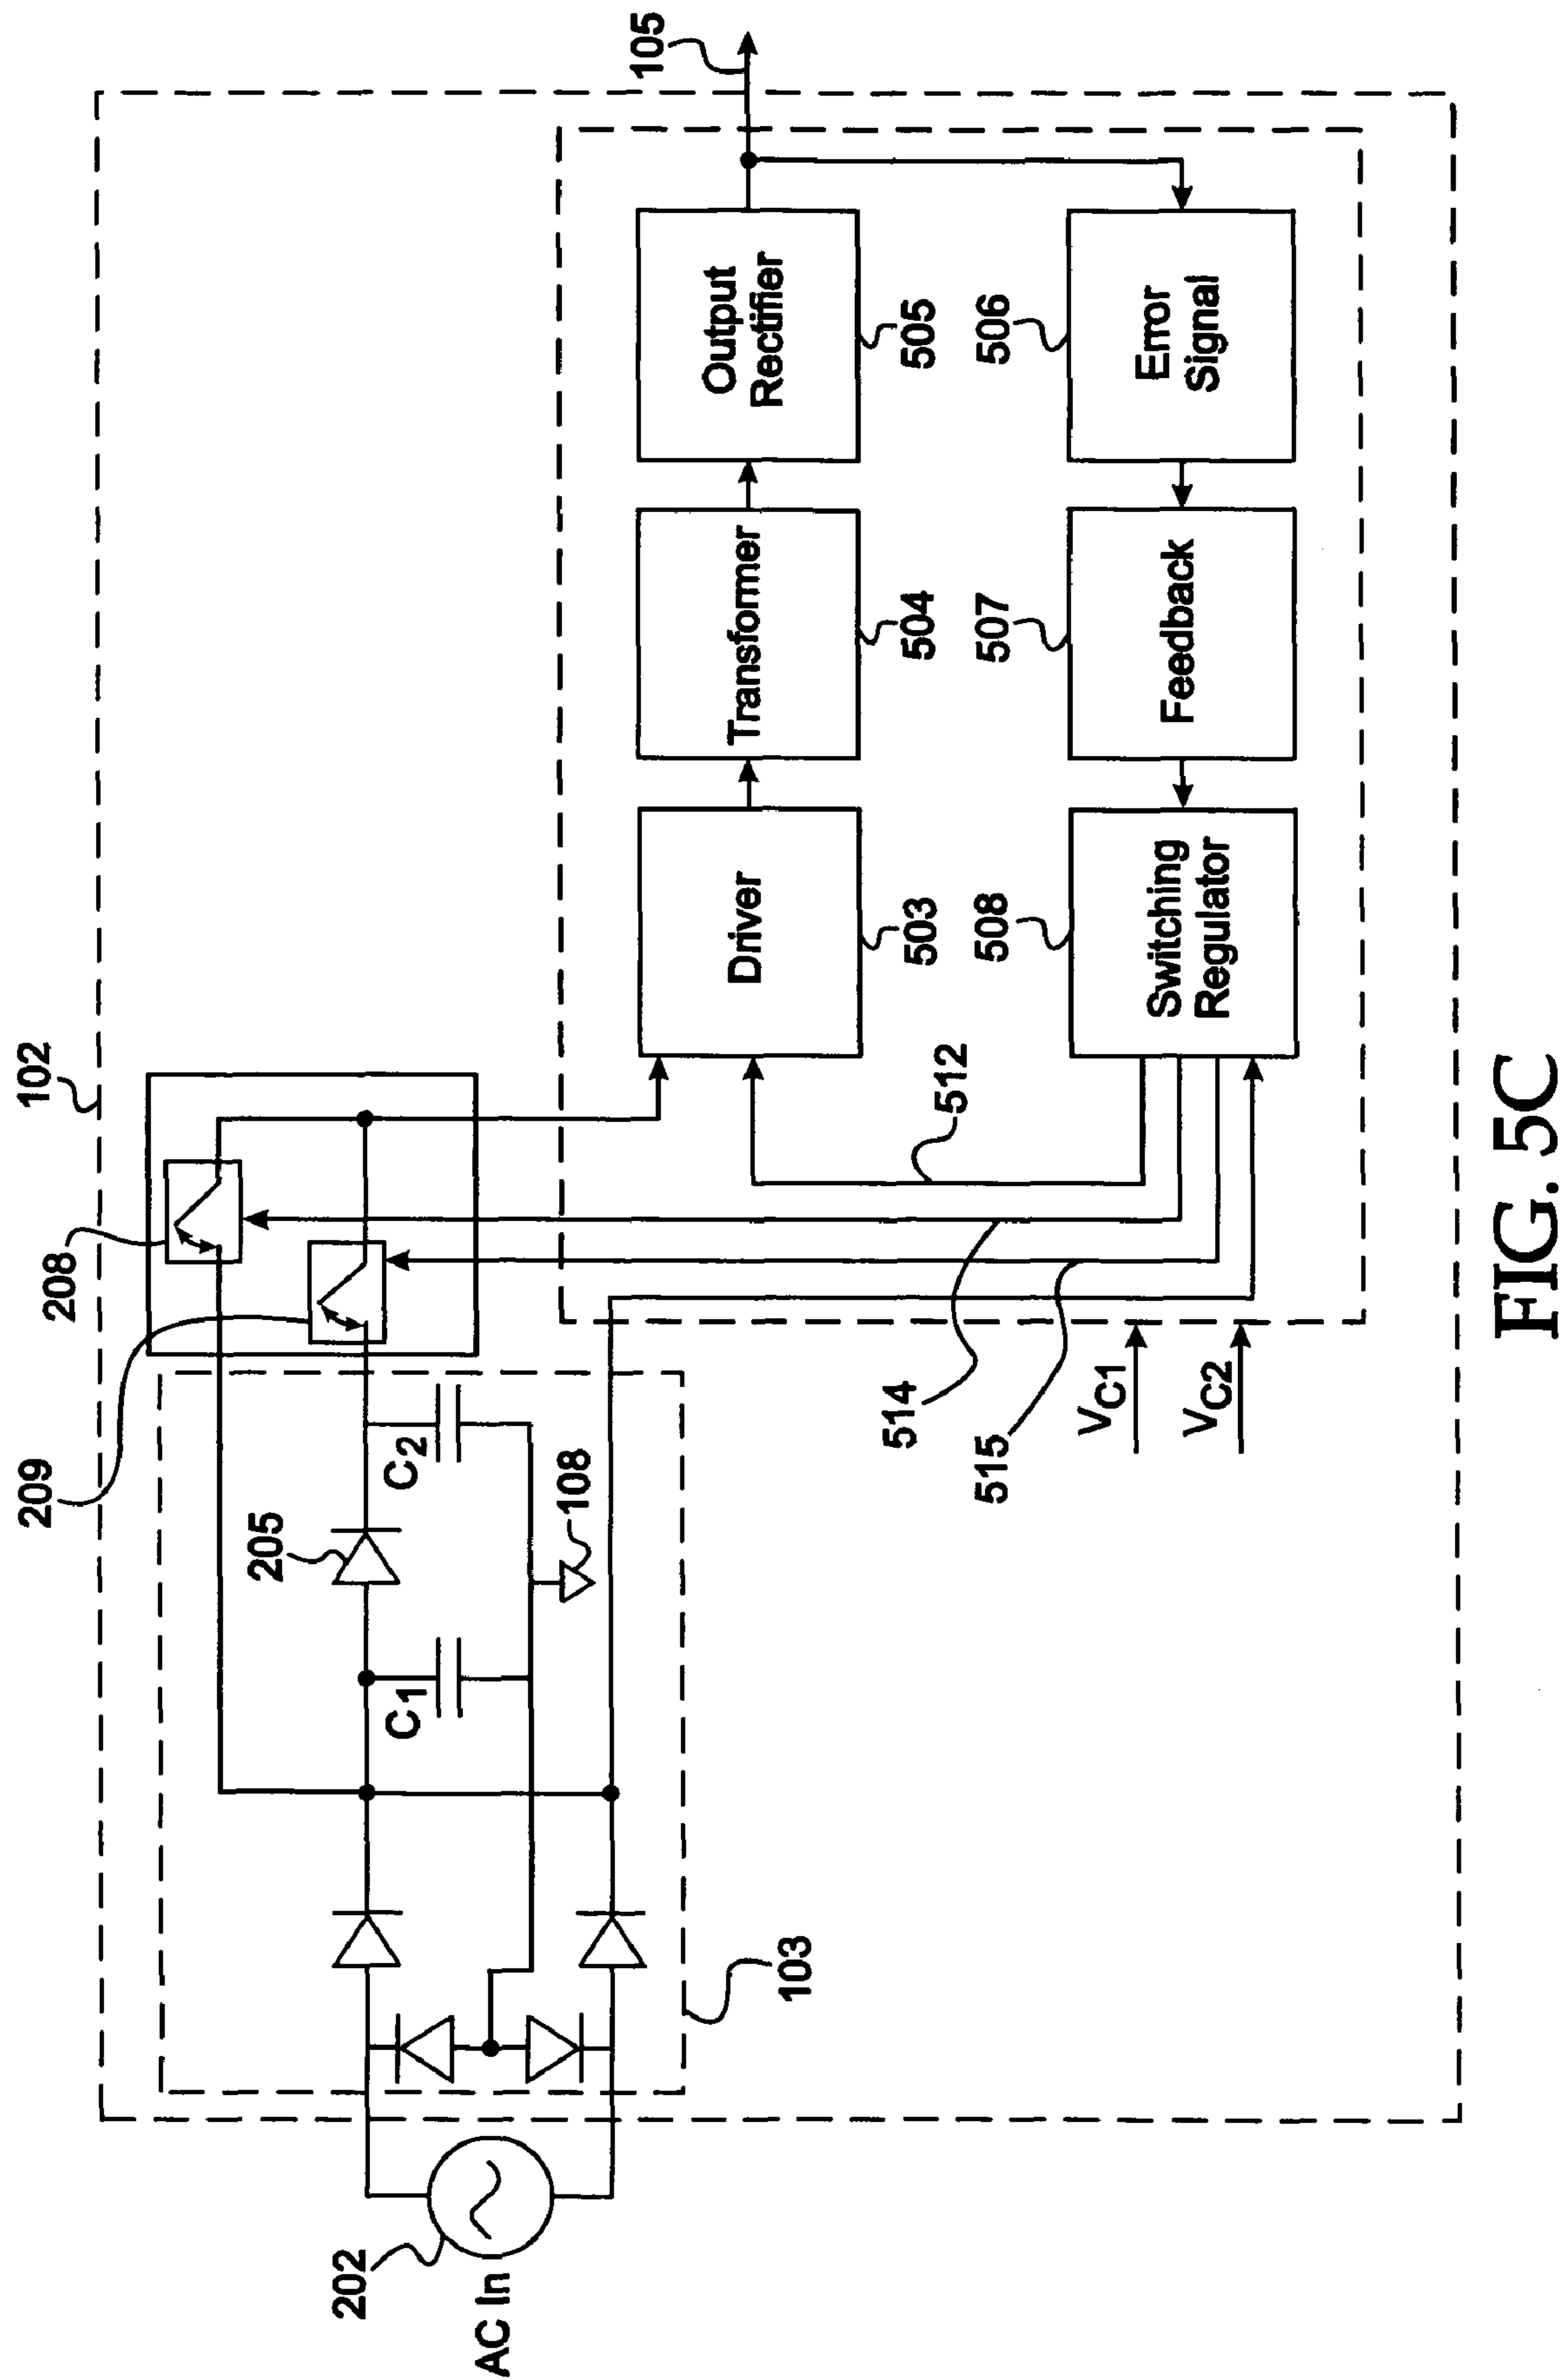 102
208
209
105
Output
Rectifier
505
Transformer
504
Driver
503
506
Error
Signal
507
Feedback
508
Switching
Regulator
512
514
515
VC1
VC2
205
C2
108
C1
103
202
AC In
FIG. 5C